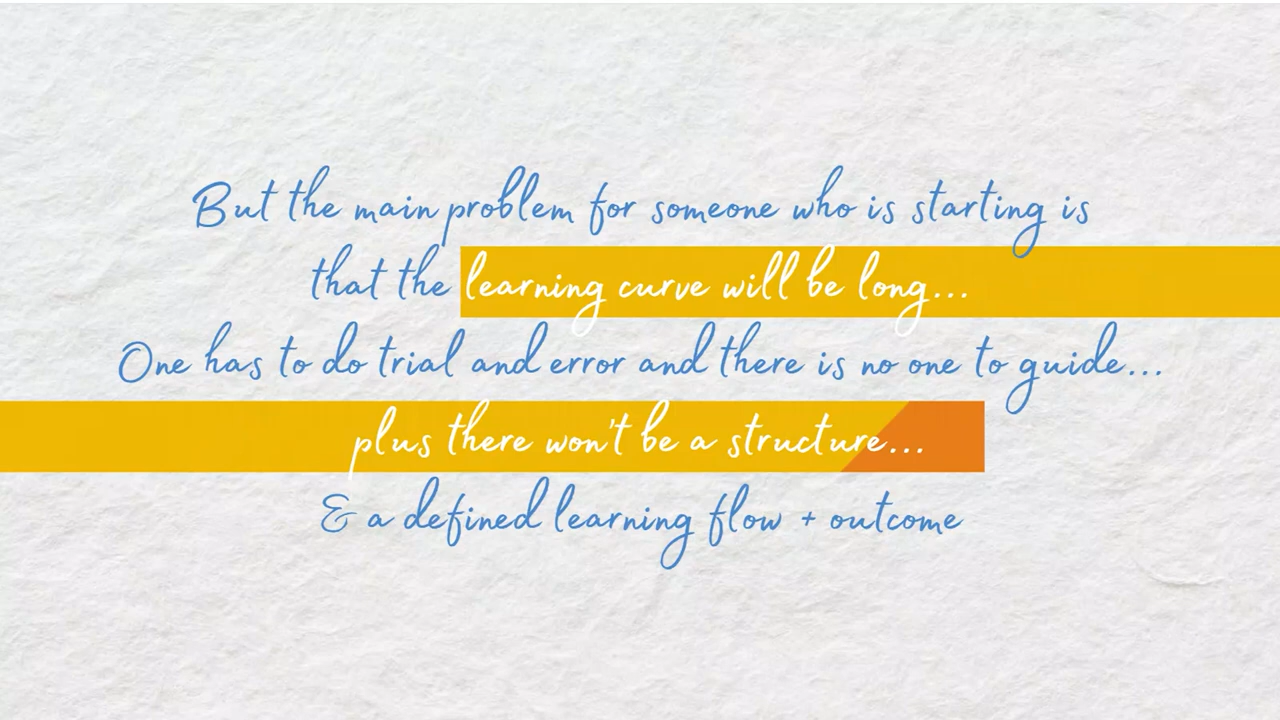 But the main problem for someone who is starting is
that the learning curve will be long...
One has to do trial and error and there is no one to guide...
plus there won't be a structure...
& a defined learning flow + outcome